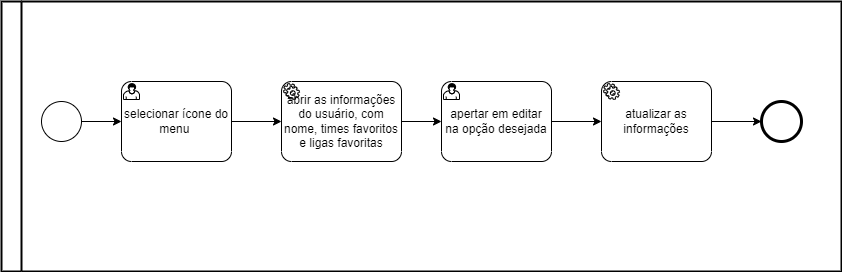 selecionar ícone do
menu
abrir as informações
do usuário, com
nome, times favoritos
e ligas favoritas
apertar em editar
na opção desejada
atualizar as
informações